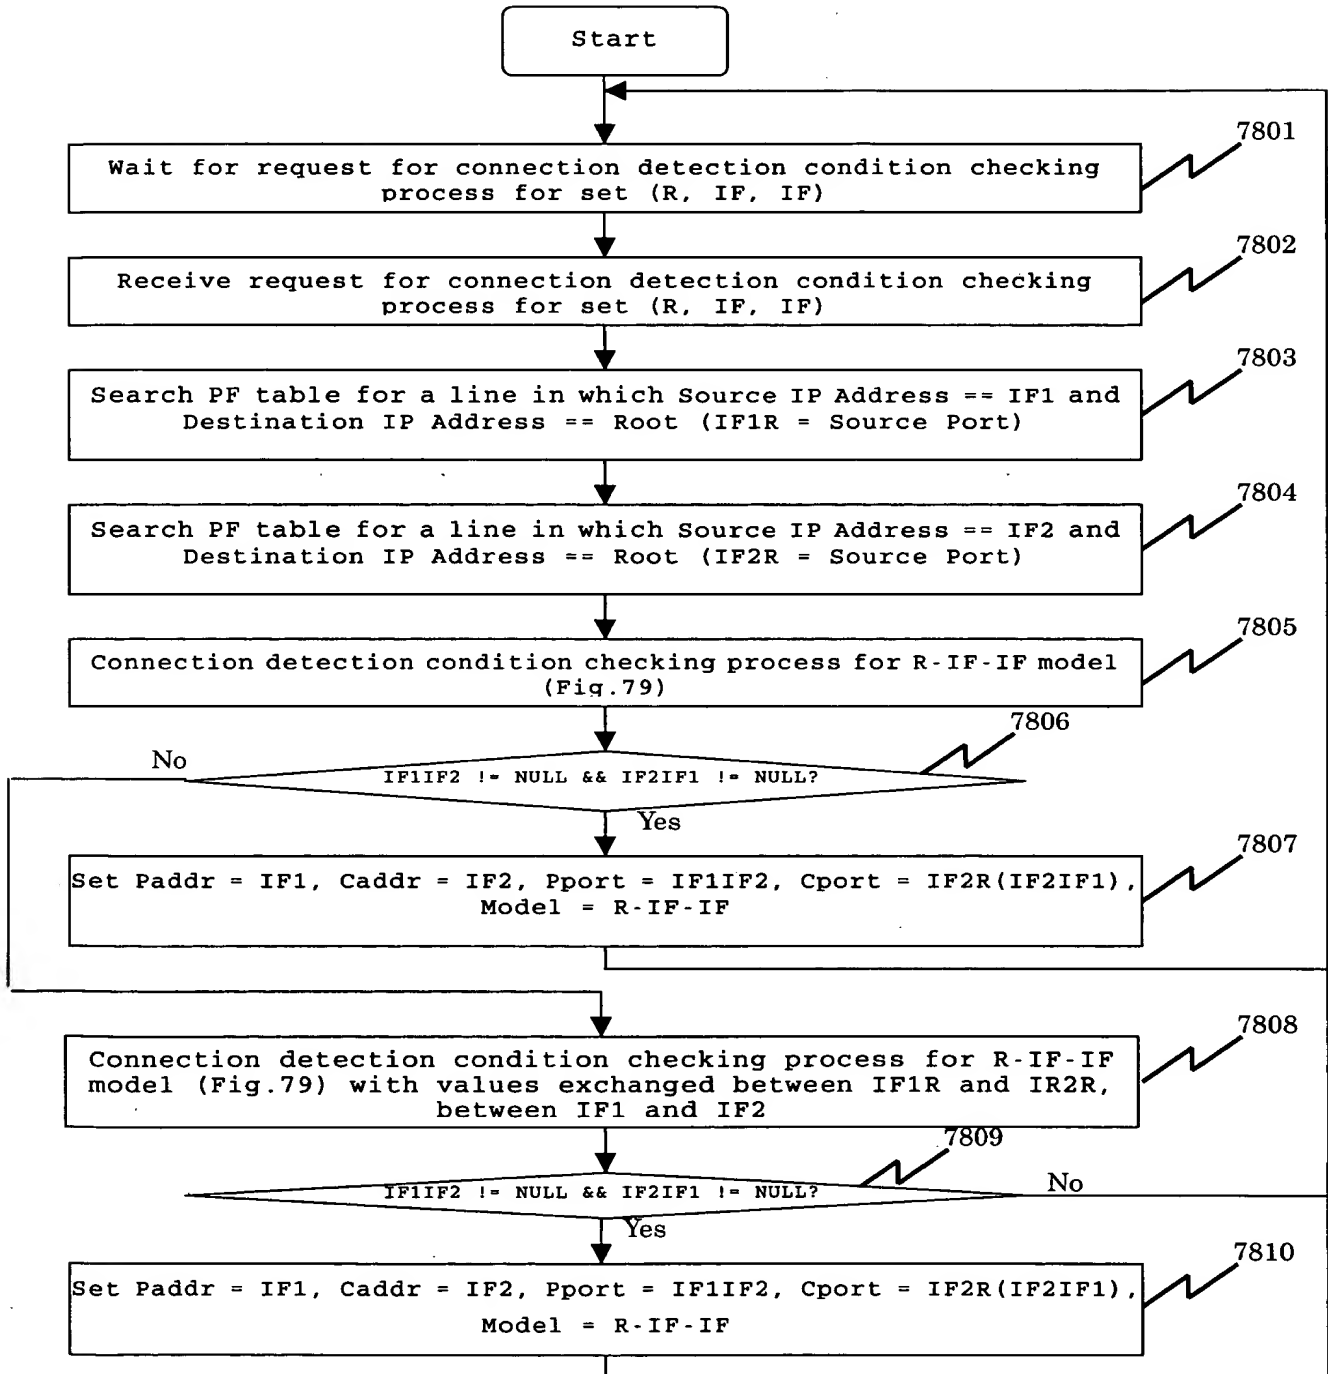 Start
7801
Wait for request for connection detection condition checking
process for set (R, IF, IF)
7802
Receive request for connection detection condition checking
process for set (R, IF, IF)
7803
Search PF table for a line in which Source IP Address == IF1 and
Destination IP Address == Root (IF1R = Source Port)
7804
Search PF table for a line in which Source IP Address == IF2 and
Destination IP Address == Root (IF2R = Source Port)
7805
Connection detection condition checking process for R-IF-IF model
(Fig.79)
7806
No
IF1IF2 != NULL && IF2IF1 != NULL?
Yes
7807
Set Paddr = IF1, Caddr = IF2, Pport = IF1IF2, Cport = IF2R(IF2IF1),
Model = R-IF-IF
7808
Connection detection condition checking process for R-IF-IF
model (Fig.79) with values exchanged between IF1R and IR2R,
between IF1 and IF2
7809
IF1IF2 != NULL && IF2IF1 != NULL?
No
Yes
7810
Set Paddr = IF1, Caddr = IF2, Pport = IF1IF2, Cport = IF2R(IF2IF1),
Model = R-IF-IF